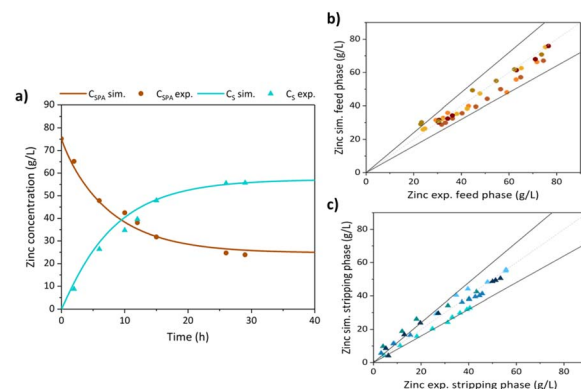 a)
C_SPA sim. C_SPA exp. C_S sim. C_S exp.
Zinc concentration (g/L)
90
80
70
60
50
40
30
20
10
0
0 10 20 30 40
Time (h)
b)
Zinc sim. feed phase (g/L)
80
60
40
20
0
0 20 40 60 80
Zinc exp. feed phase (g/L)
c)
Zinc sim. stripping phase (g/L)
80
60
40
20
0
0 20 40 60 80
Zinc exp. stripping phase (g/L)